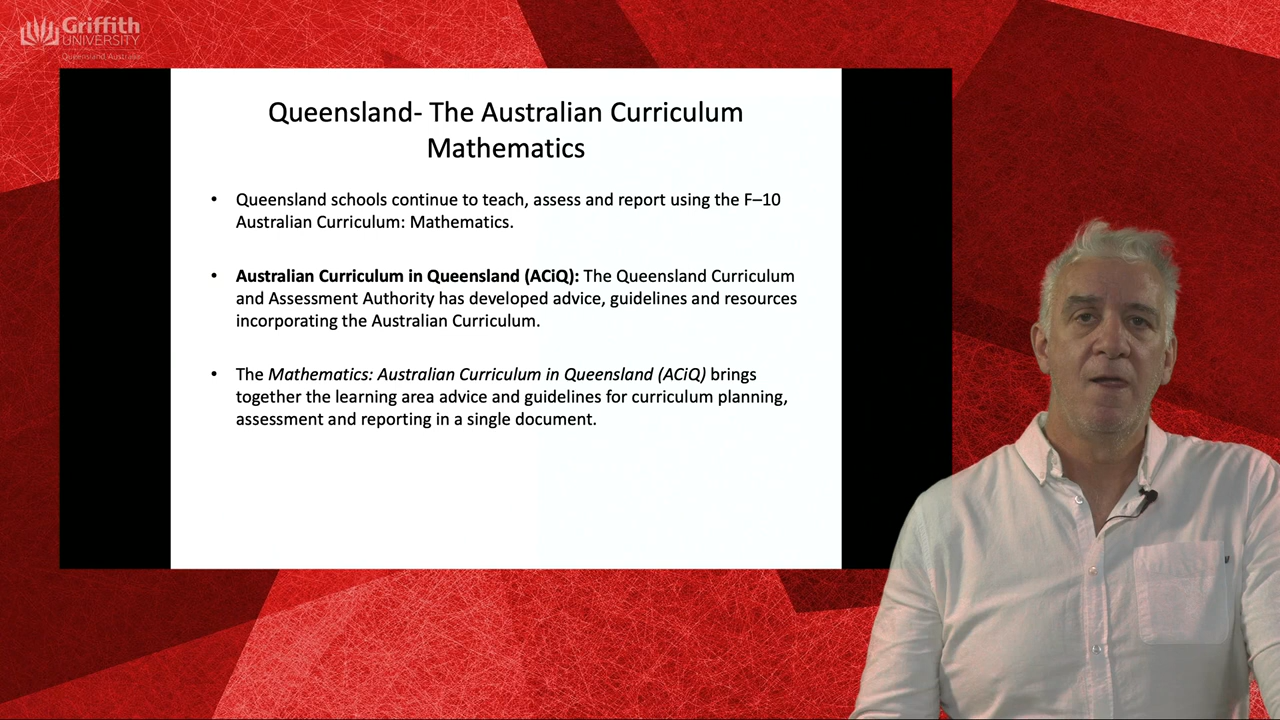 Griffith
UNIVERSITY
Queensland, Australia
Queensland- The Australian Curriculum
Mathematics
• Queensland schools continue to teach, assess and report using the F–10
Australian Curriculum: Mathematics.
• Australian Curriculum in Queensland (ACiQ): The Queensland Curriculum
and Assessment Authority has developed advice, guidelines and resources
incorporating the Australian Curriculum.
• The Mathematics: Australian Curriculum in Queensland (ACiQ) brings
together the learning area advice and guidelines for curriculum planning,
assessment and reporting in a single document.